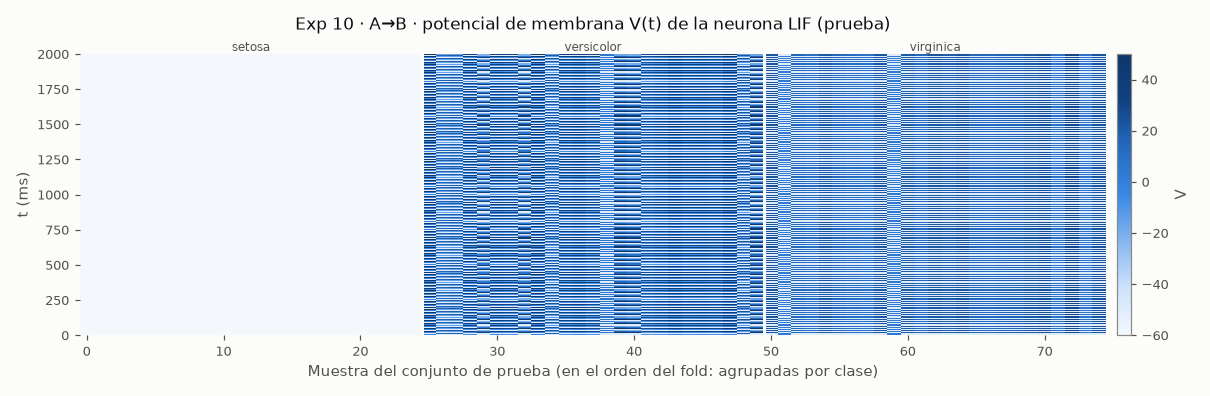 Exp 10 · A→B · potencial de membrana V(t) de la neurona LIF (prueba)
setosa versicolor virginica
2000
1750
1500
1250
1000
750
500
250
0
t (ms)
0 10 20 30 40 50 60 70
Muestra del conjunto de prueba (en el orden del fold: agrupadas por clase)
40
20
0
−20
−40
−60
V